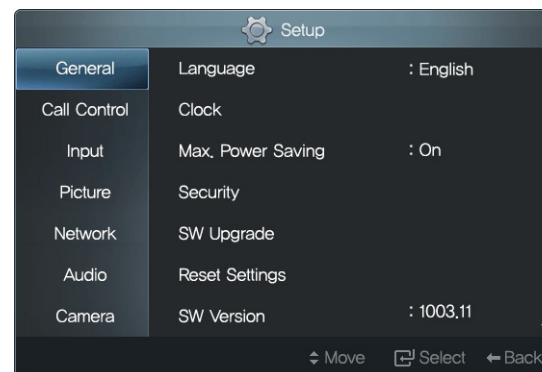 Setup
General
Language : English
Call Control
Clock
Input
Max. Power Saving : On
Picture
Security
Network
SW Upgrade
Audio
Reset Settings
Camera
SW Version : 1003.11
Move Select Back